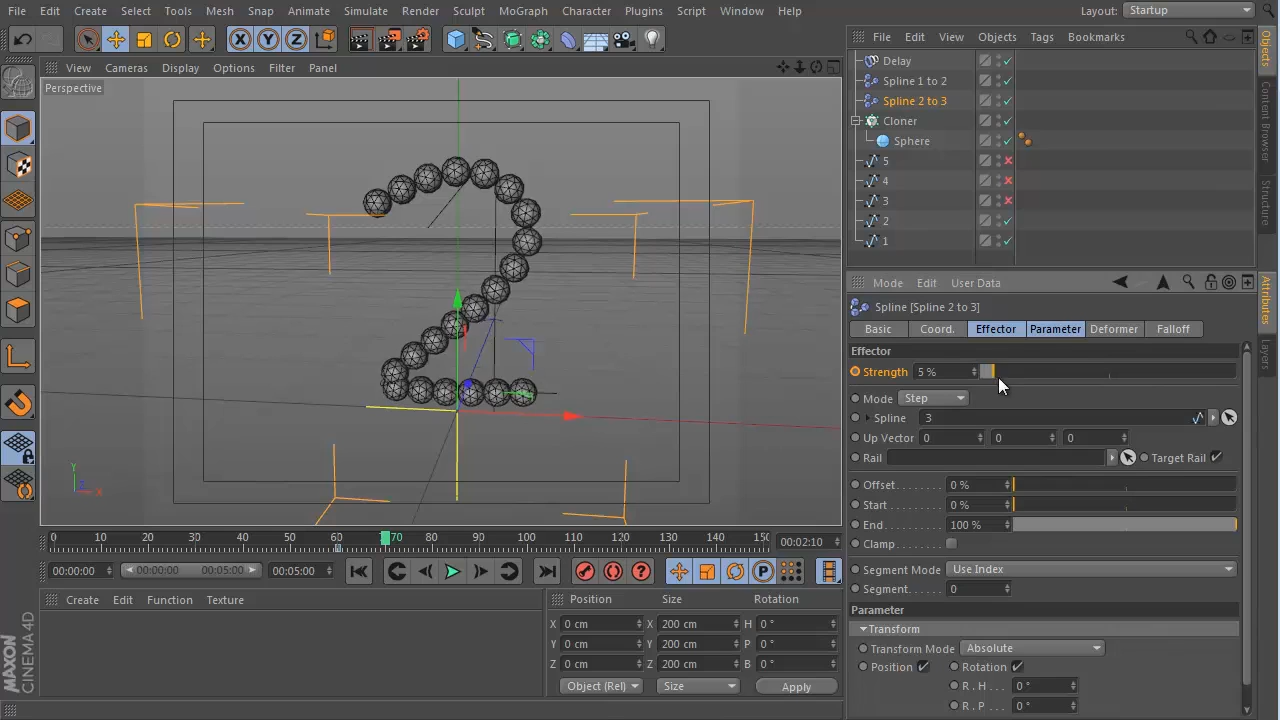 File Edit Create Select Tools Mesh Snap Animate Simulate Render Sculpt MoGraph Character Plugins Script Window Help Layout: Startup
X Y Z
View Cameras Display Options Filter Panel
Perspective
Y
Z X
0 10 20 30 40 50 60 70 80 90 100 110 120 130 140 150 00:02:10
00:00:00 00:00:00 00:05:00 00:05:00
P
Create Edit Function Texture
Position Size Rotation
X 0 cm X 200 cm H 0 °
Y 0 cm Y 200 cm P 0 °
Z 0 cm Z 200 cm B 0 °
Object (Rel) Size Apply
MAXON
CINEMA 4D
File Edit View Objects Tags Bookmarks
Delay
Spline 1 to 2
Spline 2 to 3
Cloner
Sphere
5
4
3
2
1
Objects
Content Browser
Structure
Mode Edit User Data
Spline [Spline 2 to 3]
Basic Coord. Effector Parameter Deformer Falloff
Effector
Strength 5 %
Mode Step
Spline 3
Up Vector 0 0 0
Rail Target Rail
Offset 0 %
Start 0 %
End 100 %
Clamp
Segment Mode Use Index
Segment 0
Parameter
Transform
Transform Mode Absolute
Position Rotation
R . H 0 °
R . P 0 °
Attributes
Layers